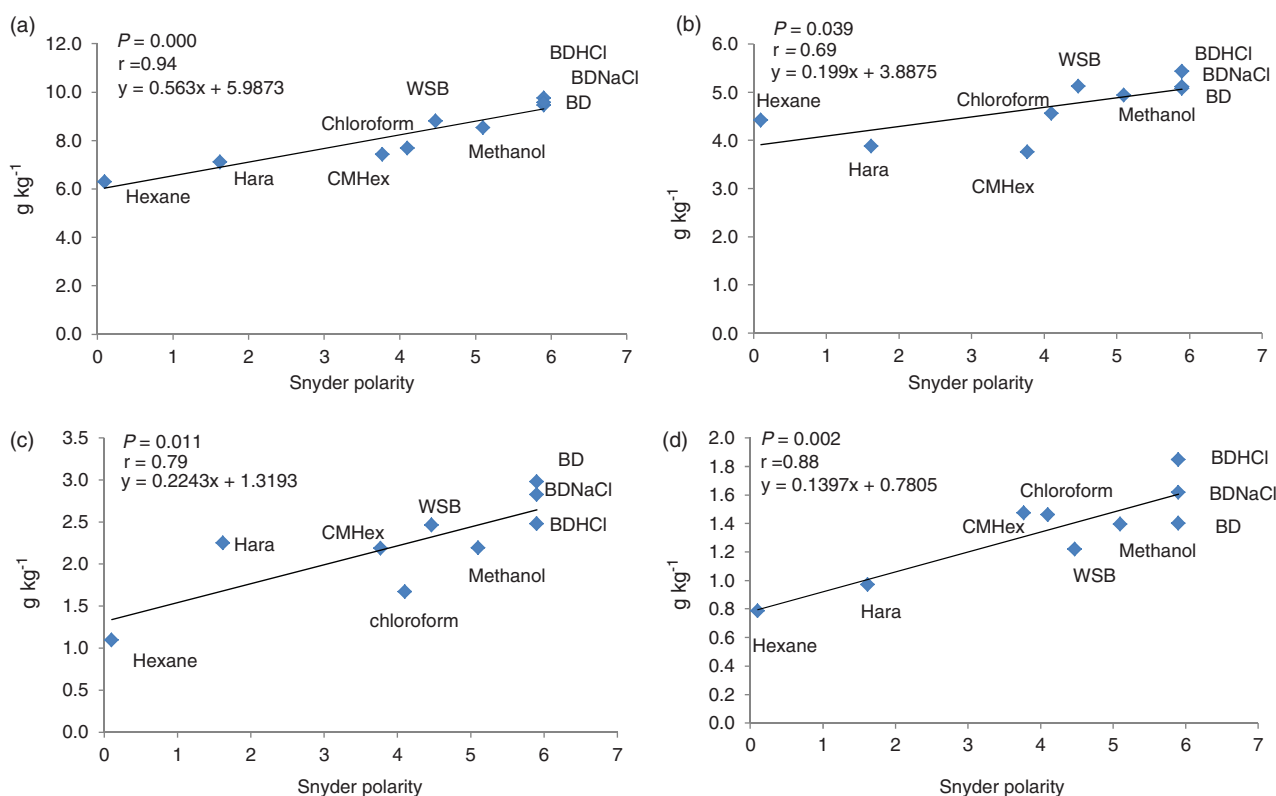 (a)
P = 0.000
r =0.94
y = 0.563x + 5.9873
12.0
10.0
8.0
6.0
4.0
2.0
0.0
g kg-1
BDHCl
BDNaCl
BD
WSB
Chloroform
Methanol
CMHex
Hara
Hexane
0 1 2 3 4 5 6 7
Snyder polarity
(b)
P = 0.039
r = 0.69
y = 0.199x + 3.8875
6.0
5.0
4.0
3.0
2.0
1.0
0.0
g kg-1
BDHCl
WSB
BDNaCl
BD
Chloroform
Hexane
Methanol
Hara
CMHex
0 1 2 3 4 5 6 7
Snyder polarity
(c)
P = 0.011
r = 0.79
y = 0.2243x + 1.3193
3.5
3.0
2.5
2.0
1.5
1.0
0.5
0.0
g kg-1
BD
BDNaCl
WSB
BDHCl
CMHex
Hara
Methanol
chloroform
Hexane
0 1 2 3 4 5 6 7
Snyder polarity
(d)
P = 0.002
r =0.88
y = 0.1397x + 0.7805
2.0
1.8
1.6
1.4
1.2
1.0
0.8
0.6
0.4
0.2
0.0
g kg-1
BDHCl
Chloroform
BDNaCl
CMHex
BD
Methanol
WSB
Hara
Hexane
0 1 2 3 4 5 6 7
Snyder polarity